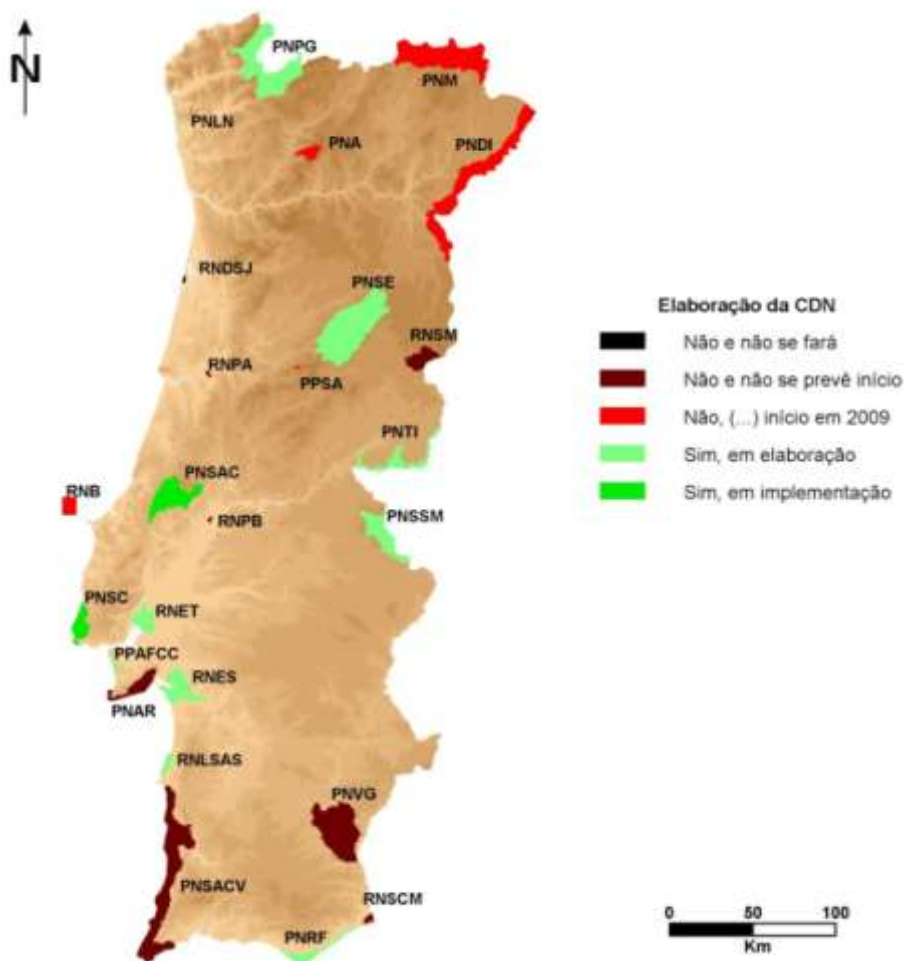 N
PNPG
PNM
PNLN
PNA
PNDI
RNDSJ
PNSE
RNSM
RNPA
PPSA
PNTI
PNSAC
RNB
RNPB
PNSSM
PNSC
RNET
PPAFCC
RNES
PNAR
RNLSAS
PNVG
PNSACV
RNSCM
PNRF
Elaboração da CDN
Não e não se fará
Não e não se prevê início
Não, (...) início em 2009
Sim, em elaboração
Sim, em implementação
0 50 100
Km